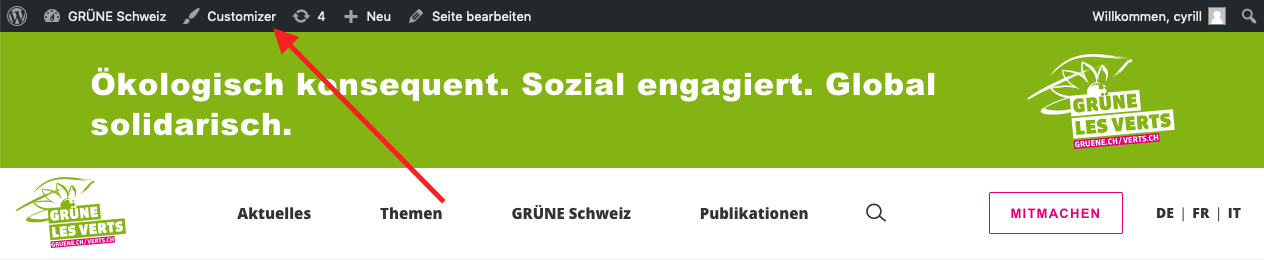 GRÜNE Schweiz Customizer 4 Neu Seite bearbeiten Willkommen, cyrill
Ökologisch konsequent. Sozial engagiert. Global
solidarisch.
GRÜNE
LES VERTS
GRUENE.CH/VERTS.CH
GRÜNE
LES VERTS
GRUENE.CH/VERTS.CH
Aktuelles Themen GRÜNE Schweiz Publikationen MITMACHEN DE | FR | IT